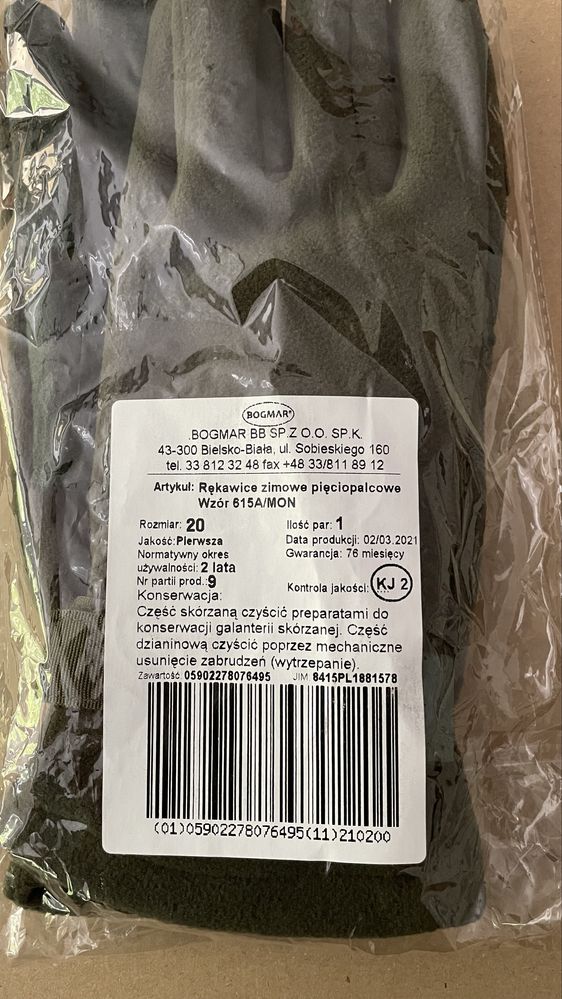 BOGMAR®
.BOGMAR BB SP.Z O.O. SP.K.
43-300 Bielsko-Biała, ul. Sobieskiego 160
tel. 33 812 32 48 fax +48 33/811 89 12
Artykuł: Rękawice zimowe pięciopalcowe
Wzór 615A/MON
Rozmiar: 20 Ilość par: 1
Jakość:Pierwsza Data produkcji: 02/03.2021
Normatywny okres Gwarancja: 76 miesięcy
używalności: 2 lata
Nr partii prod.:9 Kontrola jakości: KJ 2
Konserwacja:
Część skórzaną czyścić preparatami do
konserwacji galanterii skórzanej. Część
dzianinową czyścić poprzez mechaniczne
usunięcie zabrudzeń (wytrzepanie).
Zawartość 05902278076495 JIM 8415PL1881578
(01)05902278076495(11)210200